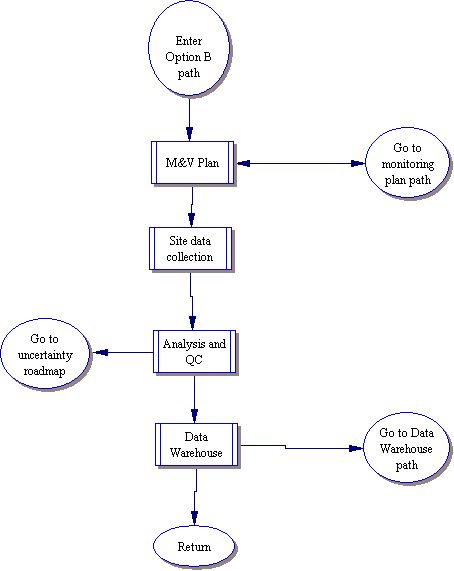 Enter
Option B
path
M&V Plan
Go to
monitoring
plan path
Site data
collection
Go to
uncertainty
roadmap
Analysis and
QC
Data
Warehouse
Go to Data
Warehouse
path
Return